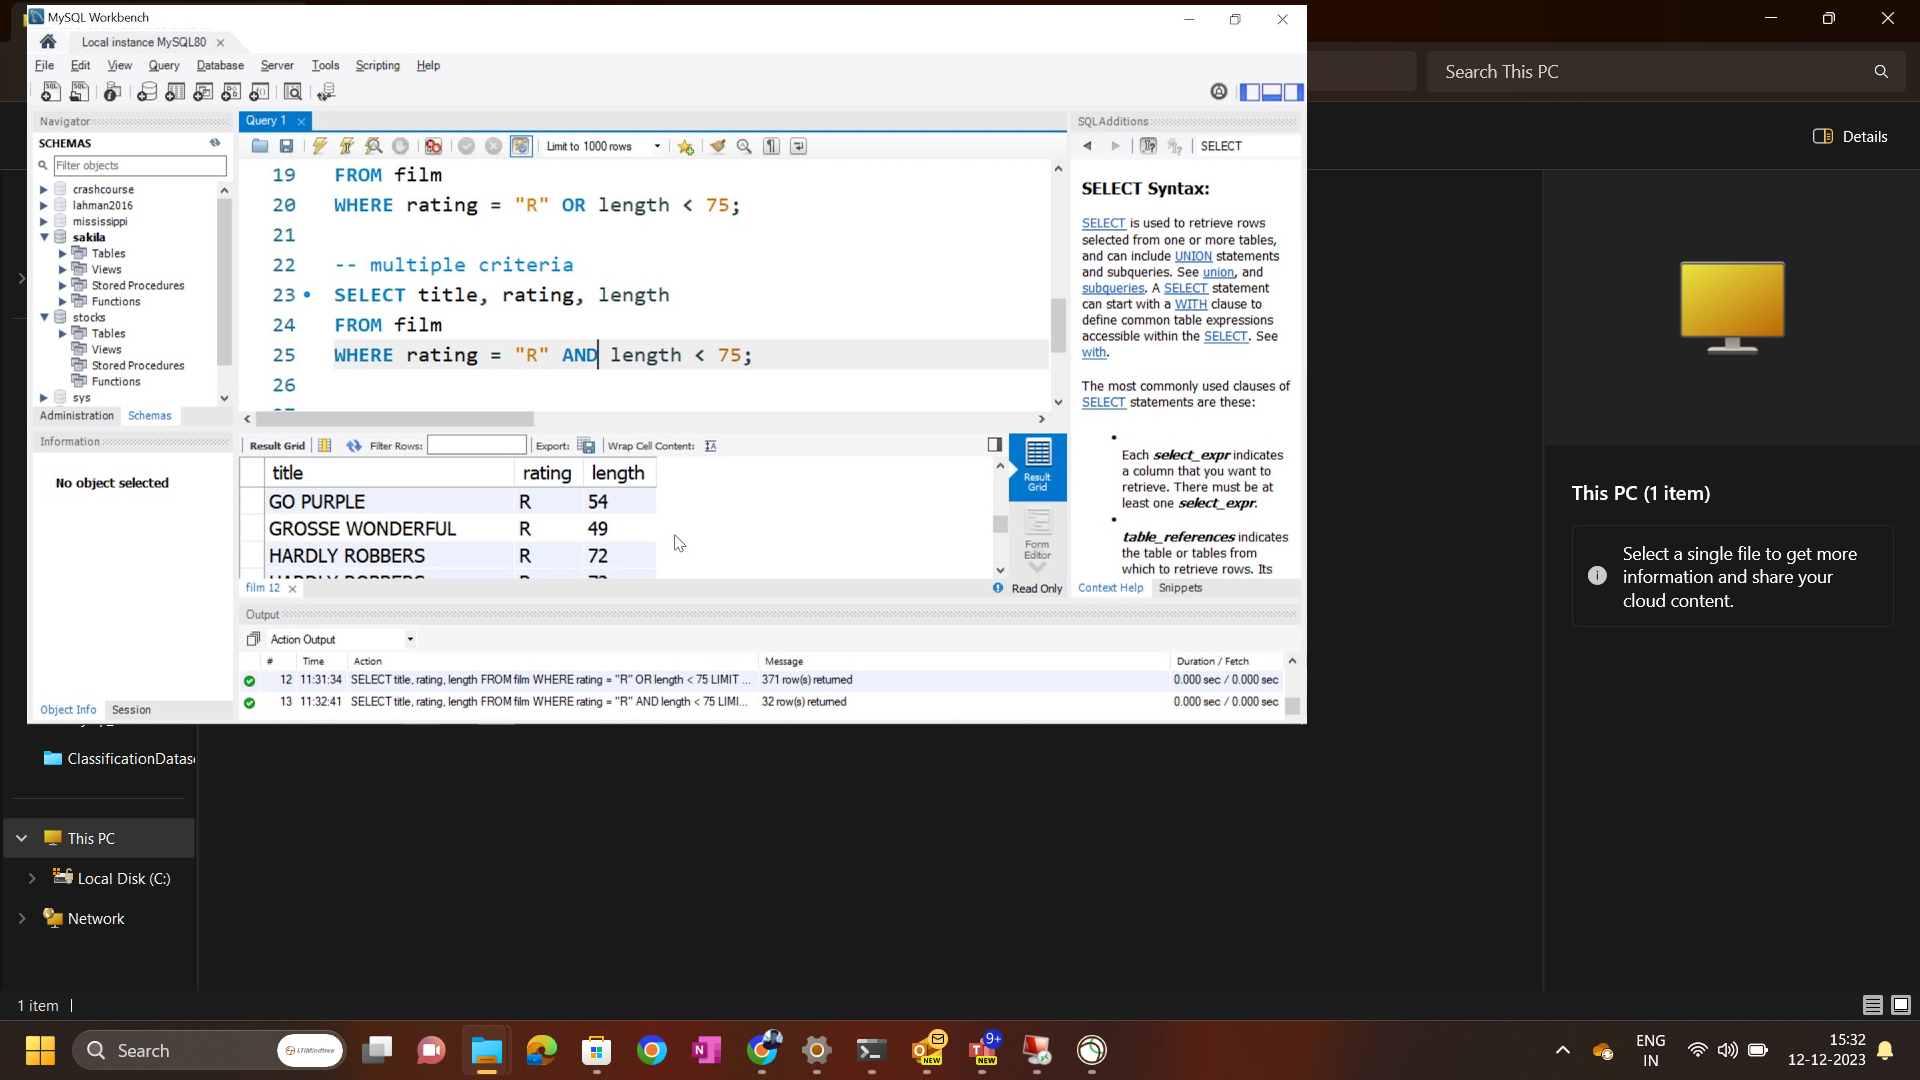 MySQL Workbench
Local instance MySQL80
File Edit View Query Database Server Tools Scripting Help
Navigator
SCHEMAS
Filter objects
crashcourse
lahman2016
mississippi
sakila
Tables
Views
Stored Procedures
Functions
stocks
Tables
Views
Stored Procedures
Functions
sys
Administration Schemas
Information
No object selected
Object Info Session
Query 1
Limit to 1000 rows
19 FROM film
20 WHERE rating = "R" OR length < 75;
21
22 -- multiple criteria
23 SELECT title, rating, length
24 FROM film
25 WHERE rating = "R" AND length < 75;
26
Result Grid Filter Rows: Export: Wrap Cell Content:
title rating length
GO PURPLE R 54
GROSSE WONDERFUL R 49
HARDLY ROBBERS R 72
Result
Grid
Form
Editor
film 12
Read Only
Output
Action Output
# Time Action Message Duration / Fetch
12 11:31:34 SELECT title, rating, length FROM film WHERE rating = "R" OR length < 75 LIMIT ... 371 row(s) returned 0.000 sec / 0.000 sec
13 11:32:41 SELECT title, rating, length FROM film WHERE rating = "R" AND length < 75 LIMI... 32 row(s) returned 0.000 sec / 0.000 sec
SQLAdditions
SELECT
SELECT Syntax:
SELECT is used to retrieve rows
selected from one or more tables,
and can include UNION statements
and subqueries. See union, and
subqueries. A SELECT statement
can start with a WITH clause to
define common table expressions
accessible within the SELECT. See
with.
The most commonly used clauses of
SELECT statements are these:
Each select_expr indicates
a column that you want to
retrieve. There must be at
least one select_expr.
table_references indicates
the table or tables from
which to retrieve rows. Its
Context Help Snippets
Search This PC
Details
This PC (1 item)
Select a single file to get more
information and share your
cloud content.
ClassificationDatas
This PC
Local Disk (C:)
Network
1 item
Search
LTIMindtree
NEW
9+
NEW
ENG
IN
15:32
12-12-2023